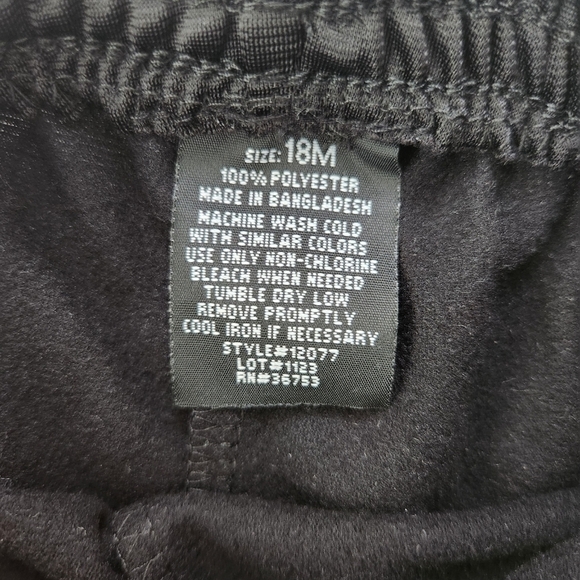 SIZE: 18M
100% POLYESTER
MADE IN BANGLADESH
MACHINE WASH COLD
WITH SIMILAR COLORS
USE ONLY NON-CHLORINE
BLEACH WHEN NEEDED
TUMBLE DRY LOW
REMOVE PROMPTLY
COOL IRON IF NECESSARY
STYLE#12077
LOT#1123
RN#36753